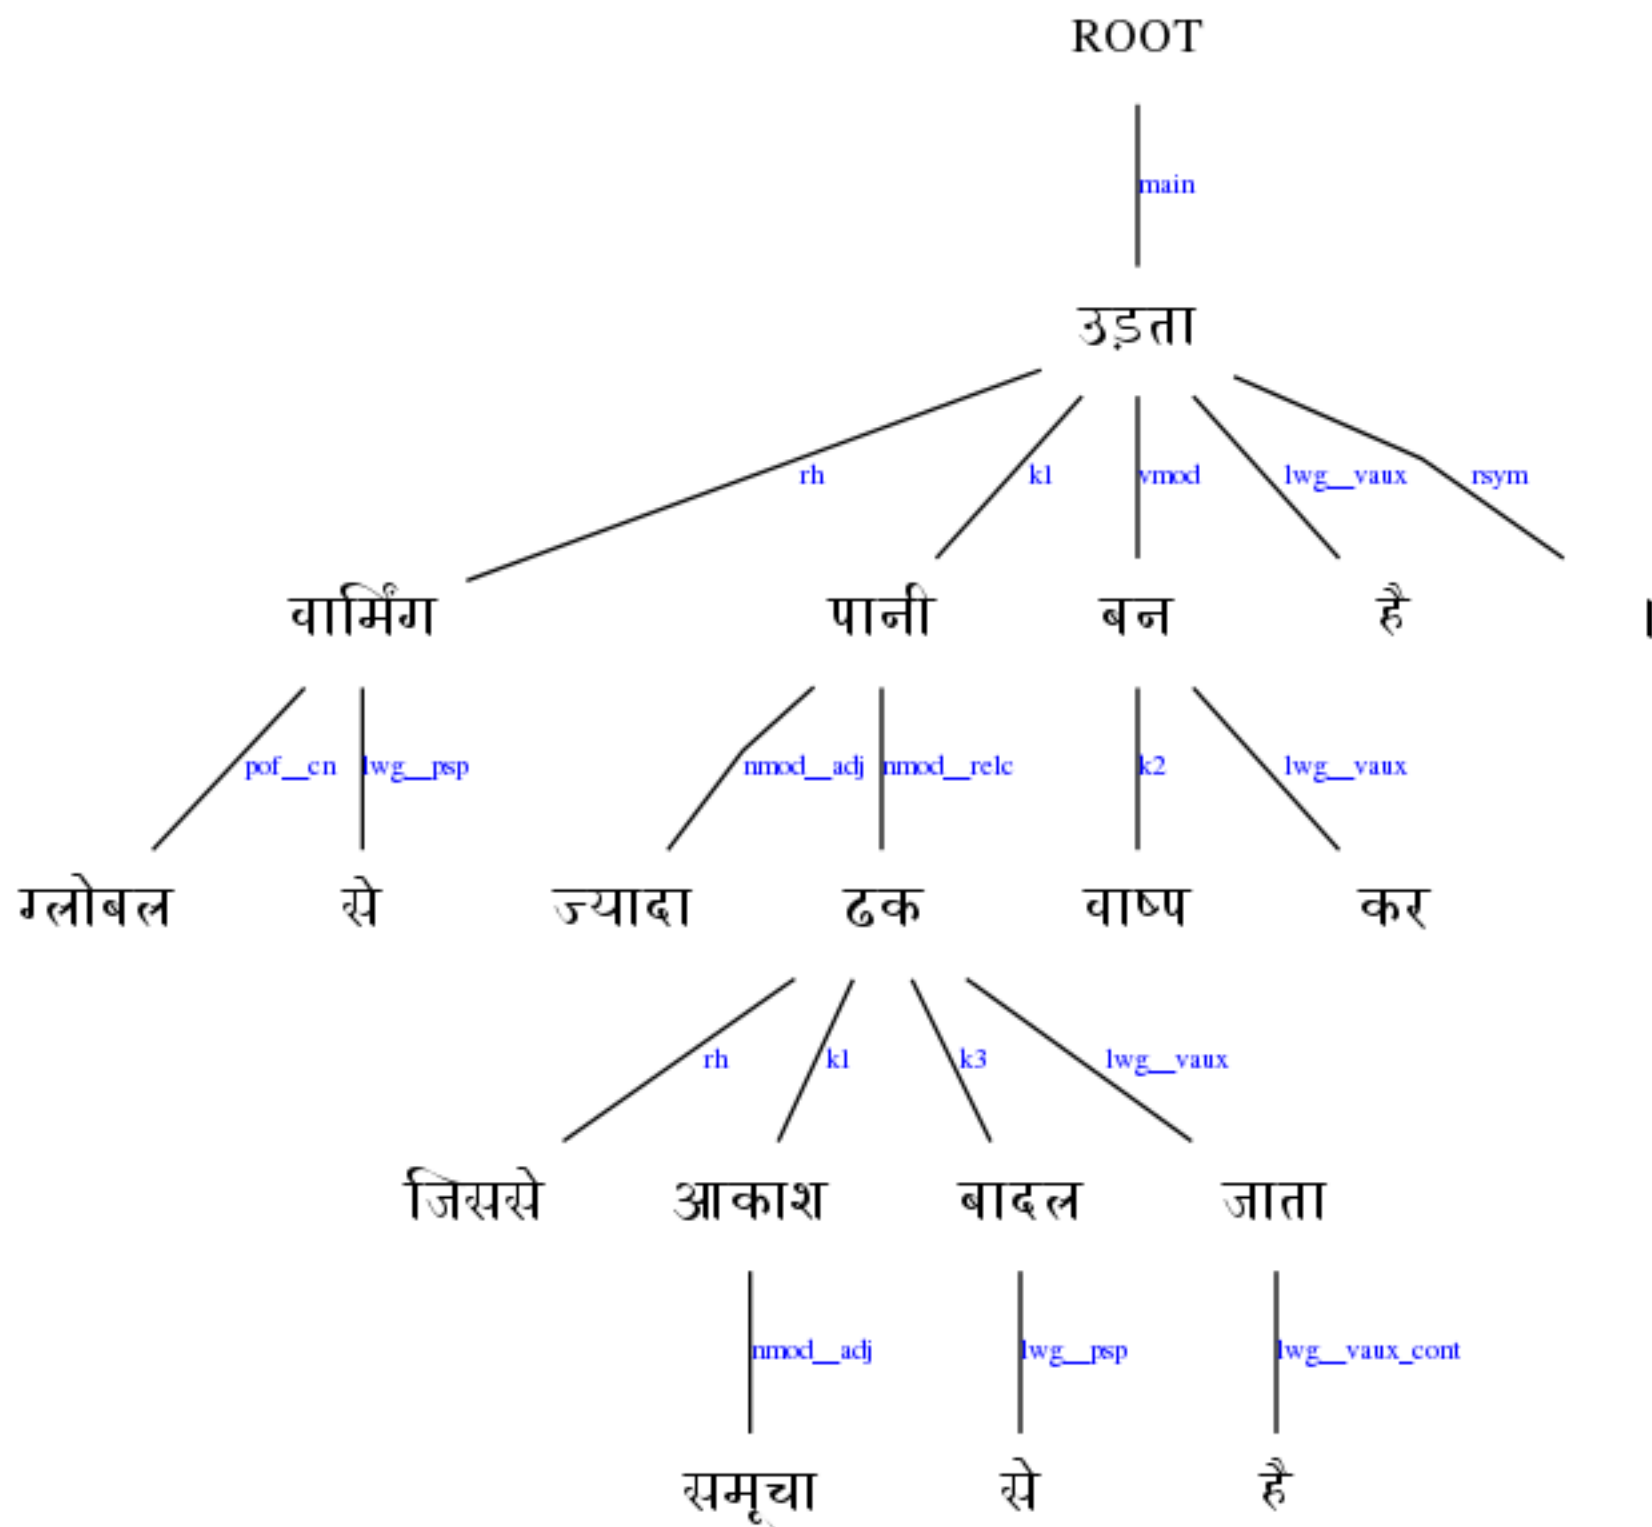 ROOT
main
उड़ता
rh k1 vmod lwg__vaux rsym
वार्मिंग पानी बन है ।
pof__cn lwg__psp nmod__adj nmod__relc k2 lwg__vaux
ग्लोबल से ज्यादा ढक वाष्प कर
rh k1 k3 lwg__vaux
जिससे आकाश बादल जाता
nmod__adj lwg__psp lwg__vaux_cont
समूचा से है